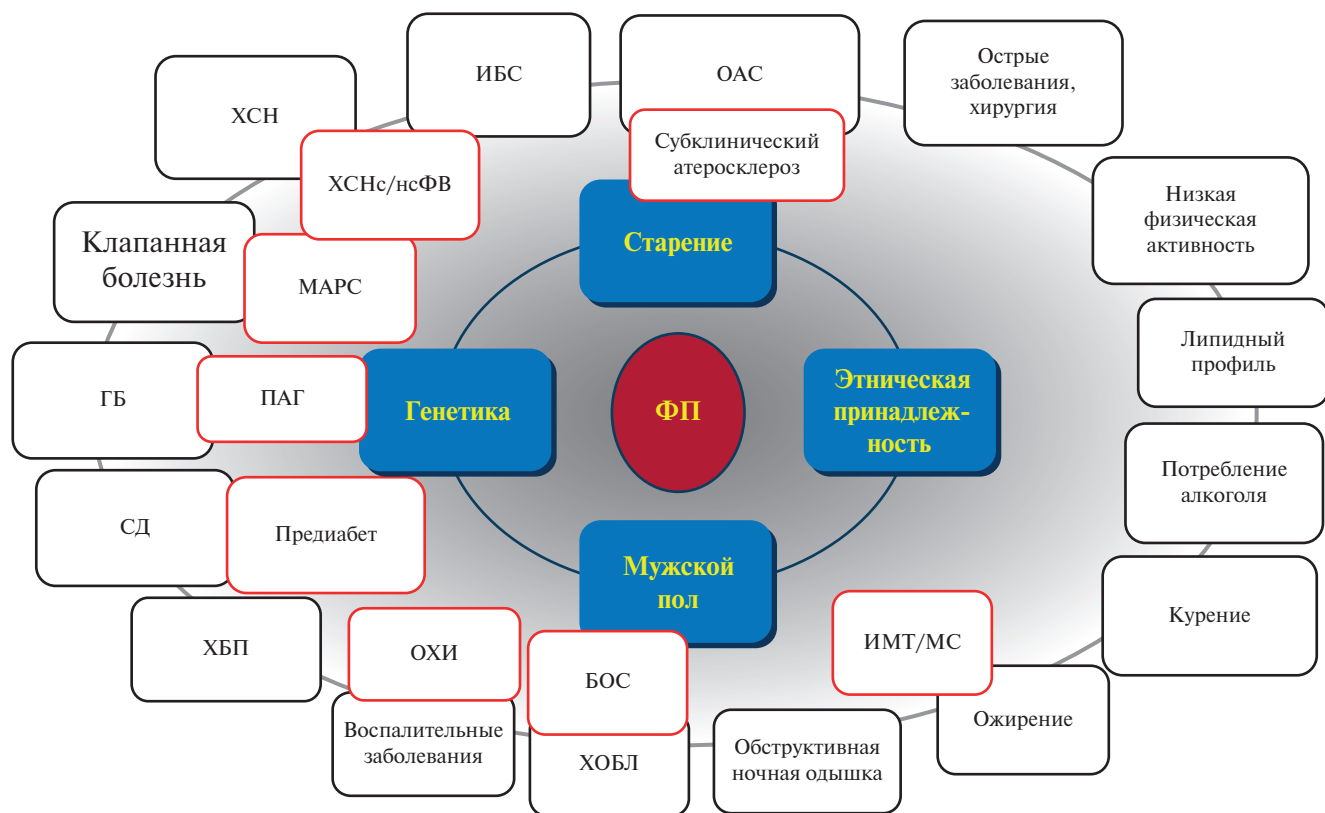 ИБС
ОАС
Острые
заболевания,
хирургия
ХСН
Субклинический
атеросклероз
ХСНс/нсФВ
Низкая
физическая
активность
Клапанная
болезнь
Старение
МАРС
Липидный
профиль
ГБ
ПАГ
Генетика
ФП
Этническая
принадлеж-
ность
Потребление
алкоголя
СД
Предиабет
Мужской
пол
Курение
ХБП
ОХИ
БОС
ИМТ/МС
Воспалительные
заболевания
ХОБЛ
Обструктивная
ночная одышка
Ожирение